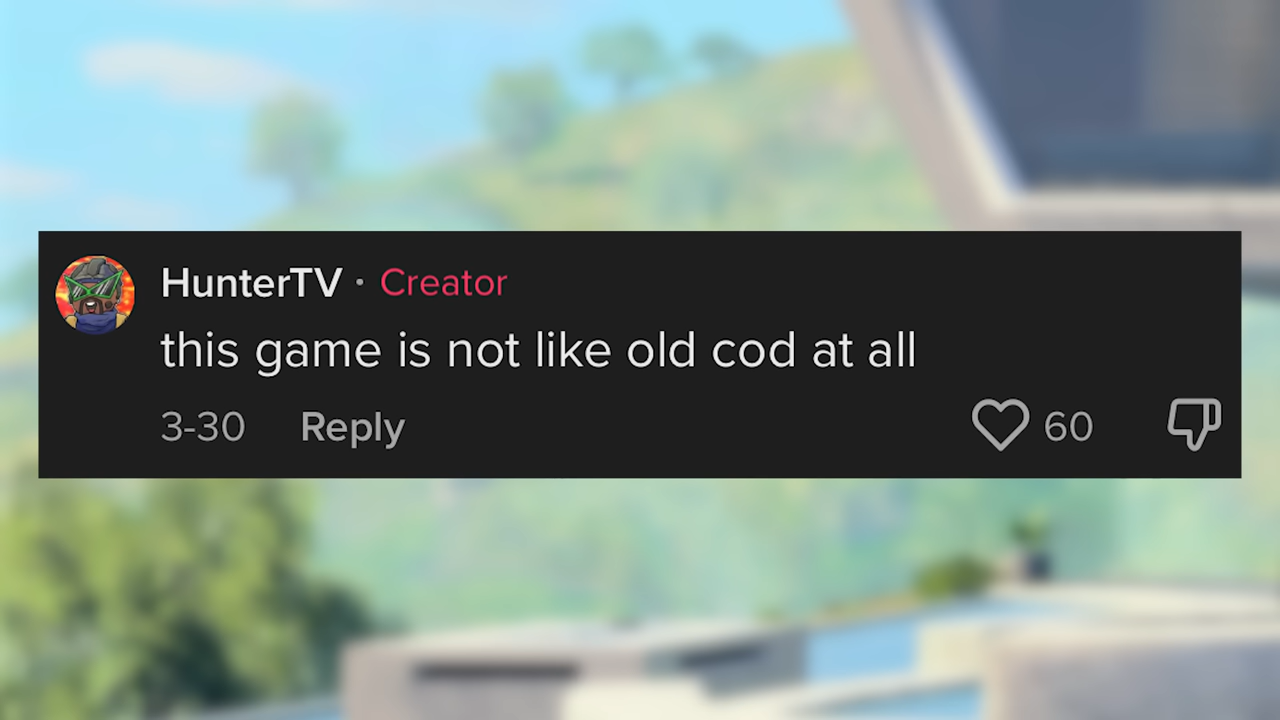 HunterTV · Creator
this game is not like old cod at all
3-30 Reply 60